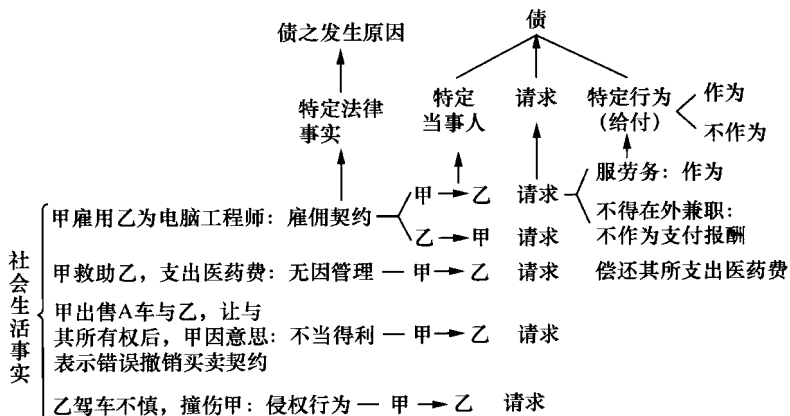 债
债之发生原因
特定法律
事实
特定
当事人
请求
特定行为
(给付)
作为
不作为
社会生活事实
甲雇用乙为电脑工程师：雇佣契约
甲 乙 请求
服劳务：作为
不得在外兼职：
乙 甲 请求
不作为支付报酬
甲救助乙，支出医药费：无因管理 — 甲 乙 请求 偿还其所支出医药费
甲出售A车与乙，让与
其所有权后，甲因意思：不当得利 — 甲 乙 请求
表示错误撤销买卖契约
乙驾车不慎，撞伤甲：侵权行为 — 甲 乙 请求